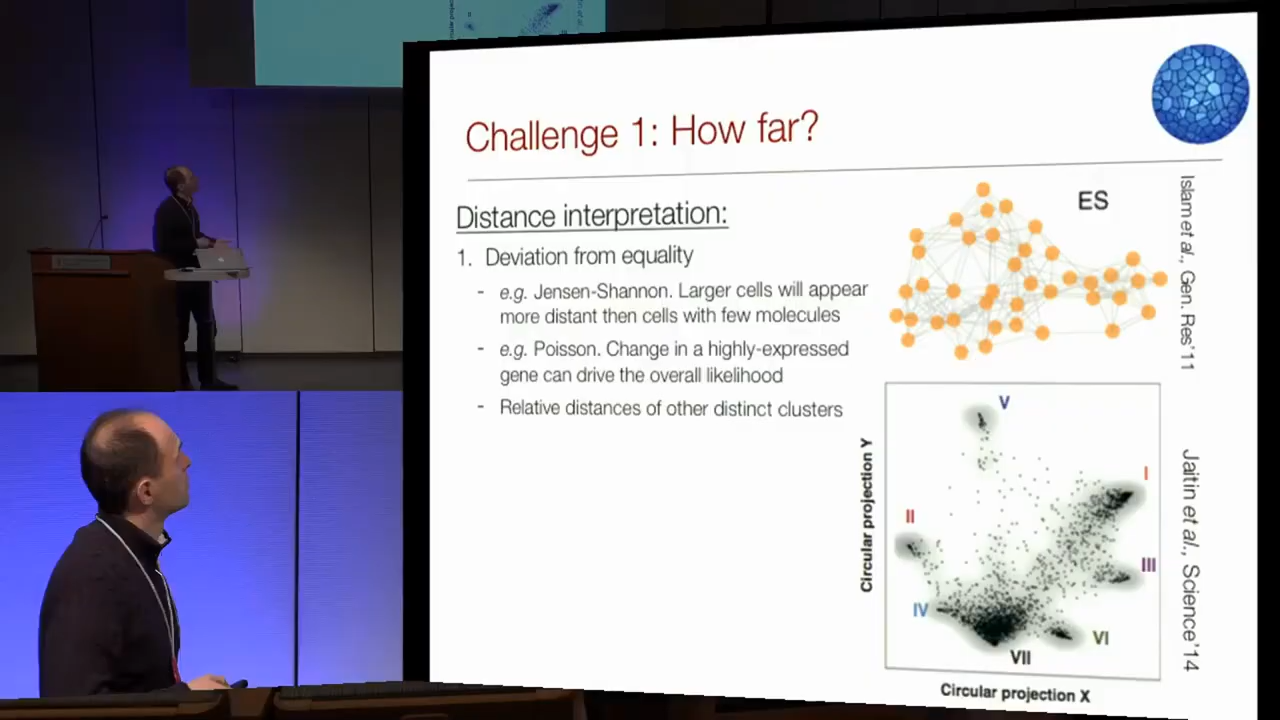 Challenge 1: How far?
Distance interpretation:
1. Deviation from equality
- e.g. Jensen-Shannon. Larger cells will appear
more distant then cells with few molecules
- e.g. Poisson. Change in a highly-expressed
gene can drive the overall likelihood
- Relative distances of other distinct clusters
ES
Islam et al., Gen. Res'11
V
I
II
III
IV
VI
VII
Circular projection Y
Circular projection X
Jaitin et al., Science'14